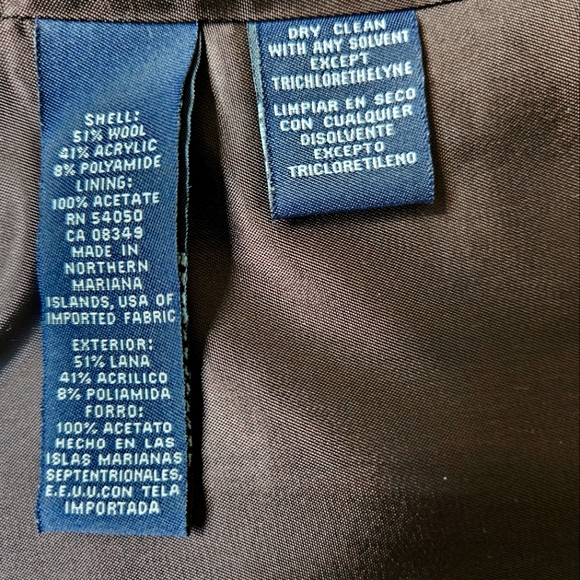 SHELL:
51% WOOL
41% ACRYLIC
8% POLYAMIDE
LINING:
100% ACETATE
RN 54050
CA 08349
MADE IN
NORTHERN
MARIANA
ISLANDS, USA OF
IMPORTED FABRIC
EXTERIOR:
51% LANA
41% ACRILICO
8% POLIAMIDA
FORRO:
100% ACETATO
HECHO EN LAS
ISLAS MARIANAS
SEPTENTRIONALES,
E.E.U.U.CON TELA
IMPORTADA
DRY CLEAN
WITH ANY SOLVENT
EXCEPT
TRICHLORETHELYNE
LIMPIAR EN SECO
CON CUALQUIER
DISOLVENTE
EXCEPTO
TRICLORETILENO